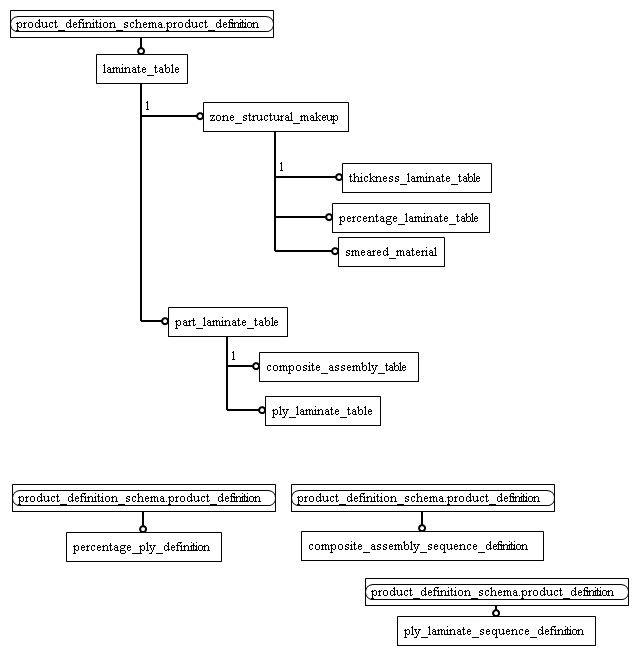 product_definition_schema.product_definition
laminate_table
1
zone_structural_makeup
1
thickness_laminate_table
percentage_laminate_table
smeared_material
part_laminate_table
1
composite_assembly_table
ply_laminate_table
product_definition_schema.product_definition
product_definition_schema.product_definition
percentage_ply_definition
composite_assembly_sequence_definition
product_definition_schema.product_definition
ply_laminate_sequence_definition